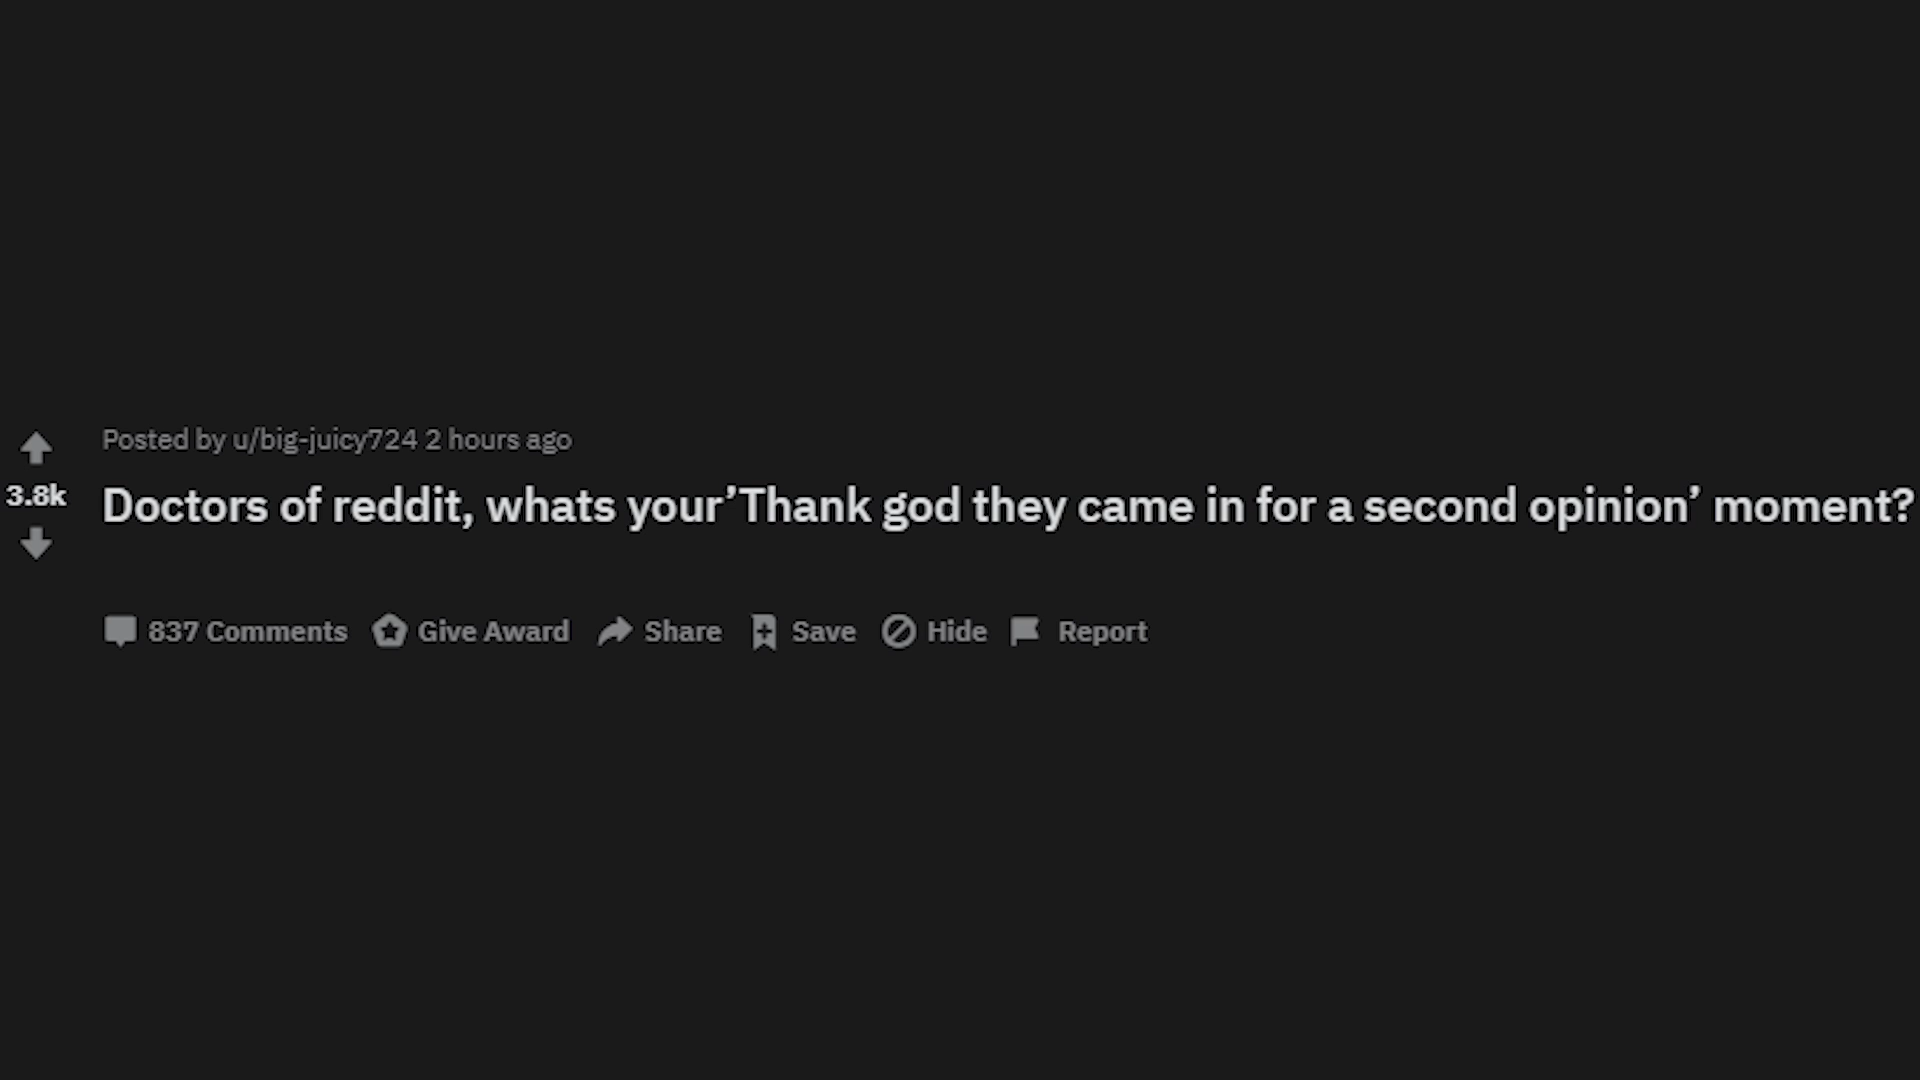 Posted by u/big-juicy724 2 hours ago
3.8k
Doctors of reddit, whats your’Thank god they came in for a second opinion’ moment?
837 Comments Give Award Share Save Hide Report